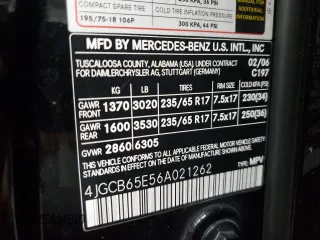 COMPACT SPARE TIRE
195/75-18 106P
COLD TIRE INFLATION PRESSURE
300 KPA, 44 PSI
ADDITIONAL
INFORMATION
MFD BY MERCEDES-BENZ U.S. INTL., INC
TUSCALOOSA COUNTY, ALABAMA (USA) UNDER CONTRACT
FOR DAIMLERCHRYSLER AG, STUTTGART (GERMANY)
02/06
C197
KG LB TIRES RIM SIZE KPA(PSI)
GAWR FRONT 1370 3020 235/65 R17 7.5x17 230(34)
GAWR REAR 1600 3530 235/65 R17 7.5x17 250(36)
GVWR 2860 6305
THIS VEHICLE CONFORMS TO ALL APPLICABLE FEDERAL MOTOR VEHICLE SAFETY
STANDARDS IN EFFECT ON THE DATE OF MANUFACTURE SHOWN ABOVE
4JGCB65E56A021262
TYPE: MPV